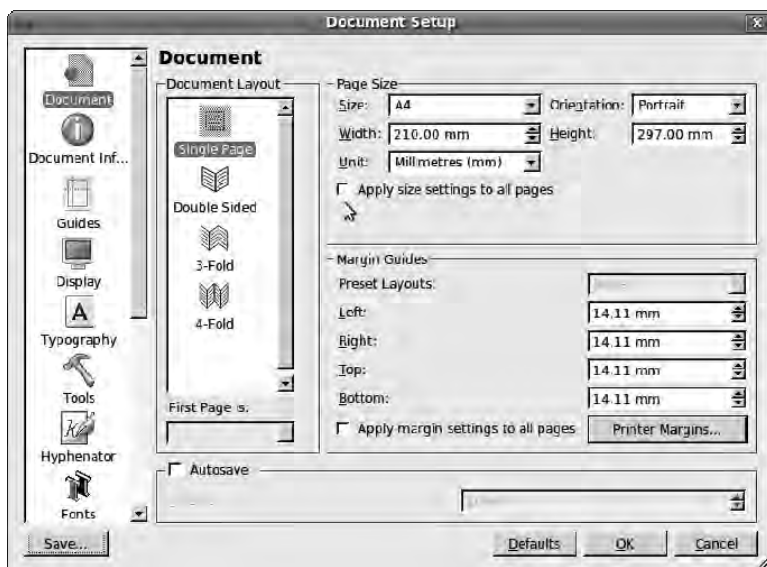 Document Setup
Document
Document
Document Inf...
Guides
Display
Typography
Tools
Hyphenator
Fonts
Save...
Document Layout
Single Page
Double Sided
3-Fold
4-Fold
First Page is:
Page Size
Size: A4 Orientation: Portrait
Width: 210.00 mm Height: 297.00 mm
Unit: Millimetres (mm)
Apply size settings to all pages
Margin Guides
Preset Layouts:
Left: 14.11 mm
Right: 14.11 mm
Top: 14.11 mm
Bottom: 14.11 mm
Apply margin settings to all pages Printer Margins...
Autosave
Defaults OK Cancel